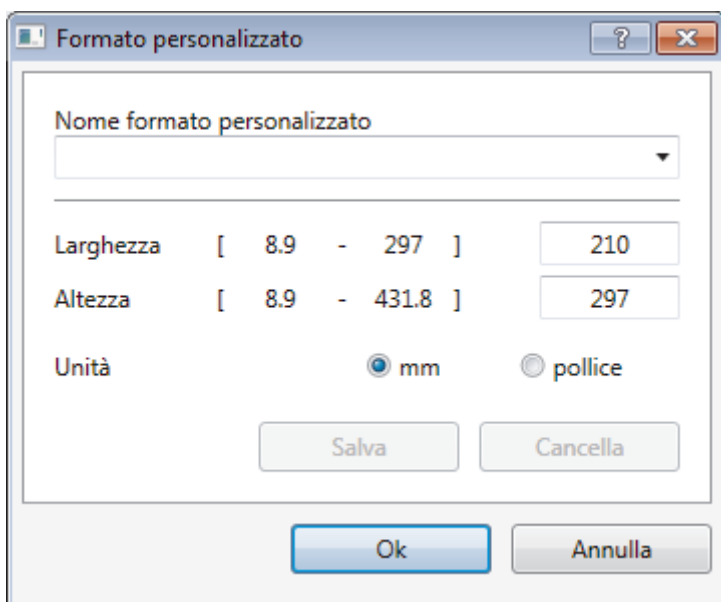 Formato personalizzato
Nome formato personalizzato
Larghezza [ 8.9 - 297 ] 210
Altezza [ 8.9 - 431.8 ] 297
Unità mm pollice
Salva Cancella
Ok Annulla